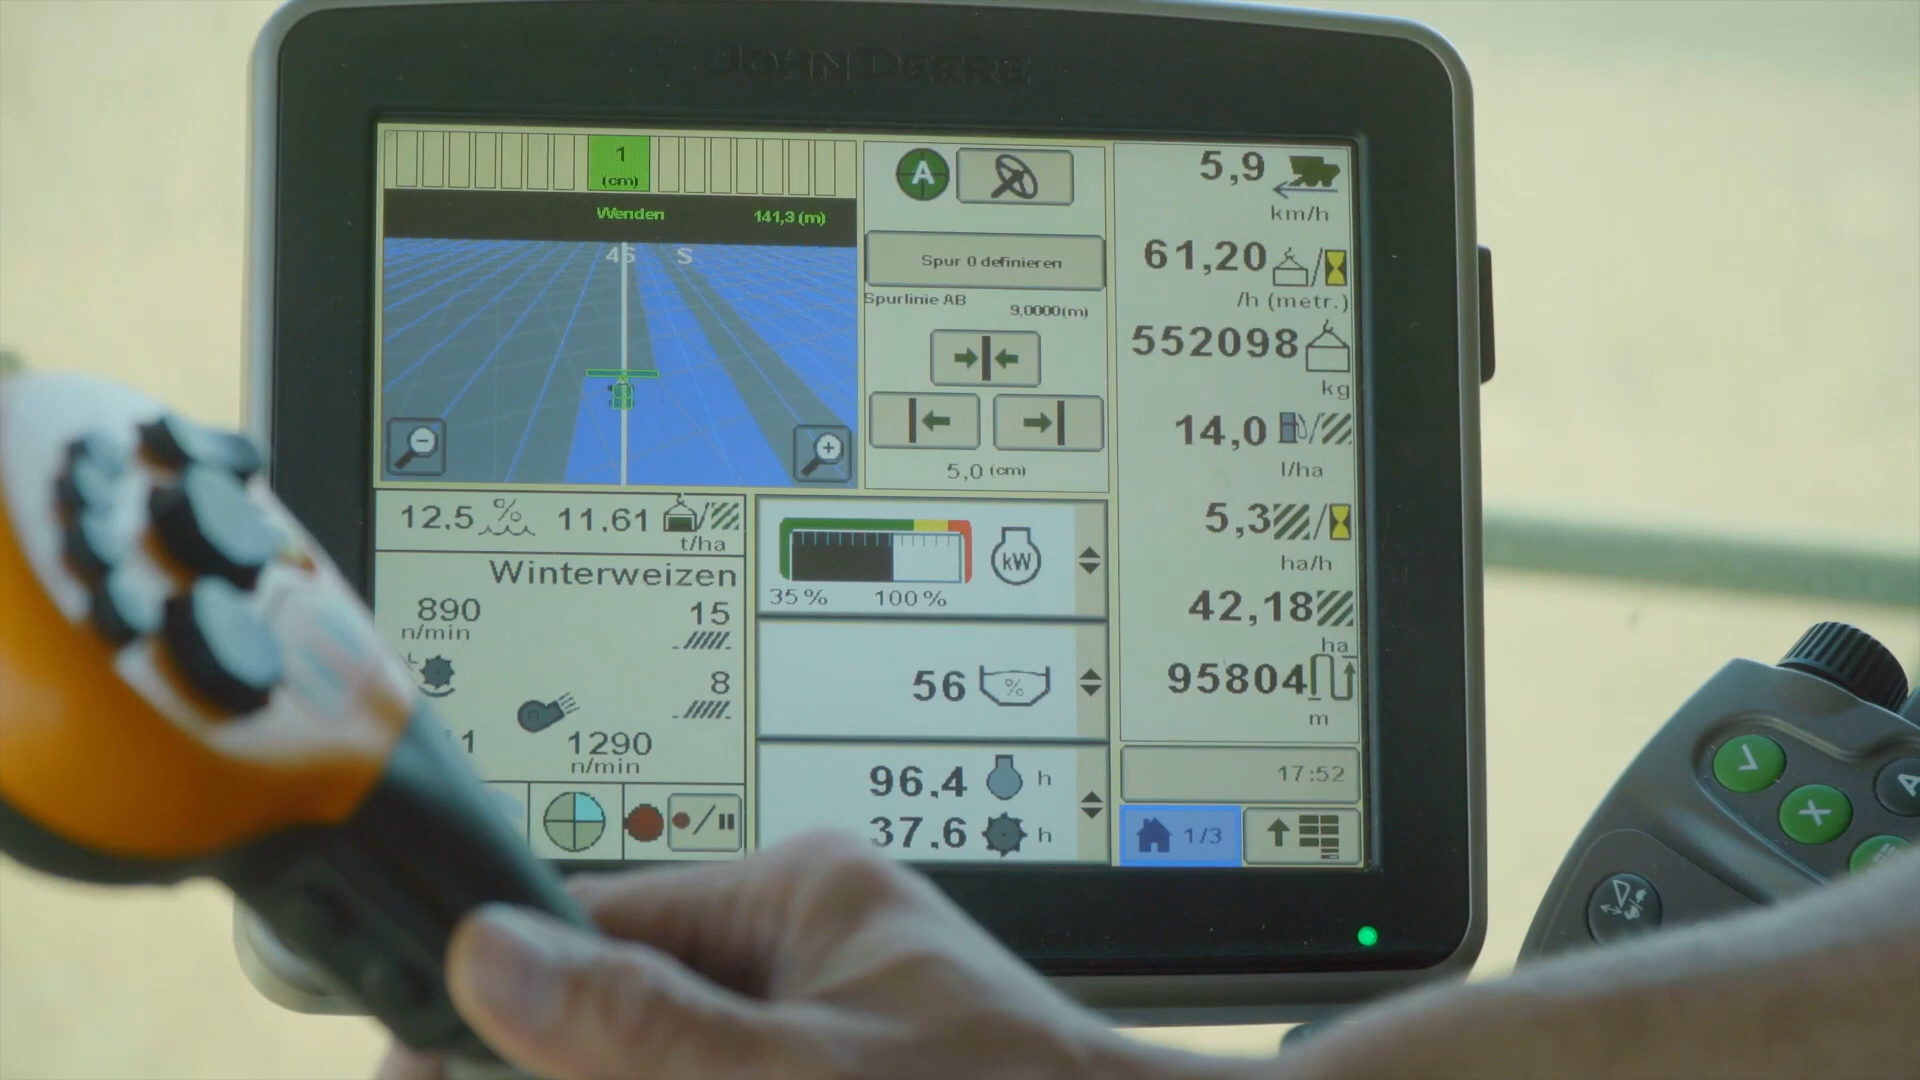 JOHN DEERE
1
(cm)
Wenden 141,3 (m)
S
A
Spur 0 definieren
Spurlinie AB
9,0000(m)
5,0 (cm)
12,5 % 11,61
t/ha
Winterweizen
890
n/min
15
8
1
1290
n/min
kW
35 % 100 %
56 %
96,4 h
37,6 h
5,9
km/h
61,20 /
/h (metr.)
552098
kg
14,0 /
l/ha
5,3 /
ha/h
42,18
ha
95804
m
17:52
1/3
A